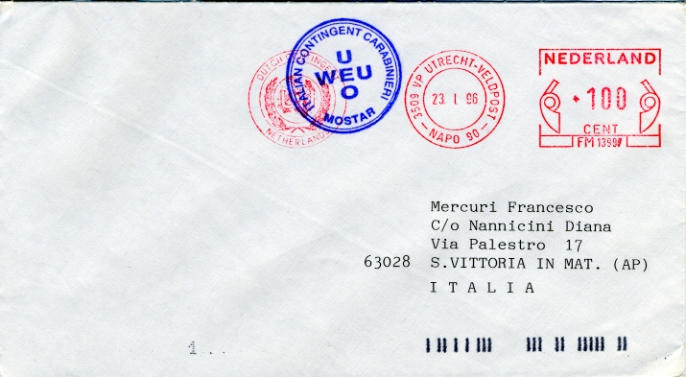 ITALIAN CONTINGENT CARABINIERI
U
WEU
O
MOSTAR
DUTCH
NETHERLANDS
3509 VP UTRECHT-VELDPOST
23. I. 96
— NAPO 90 —
NEDERLAND
100
CENT
FM 1399
Mercuri Francesco
C/o Nannicini Diana
Via Palestro 17
63028 S.VITTORIA IN MAT. (AP)
ITALIA
1 . .